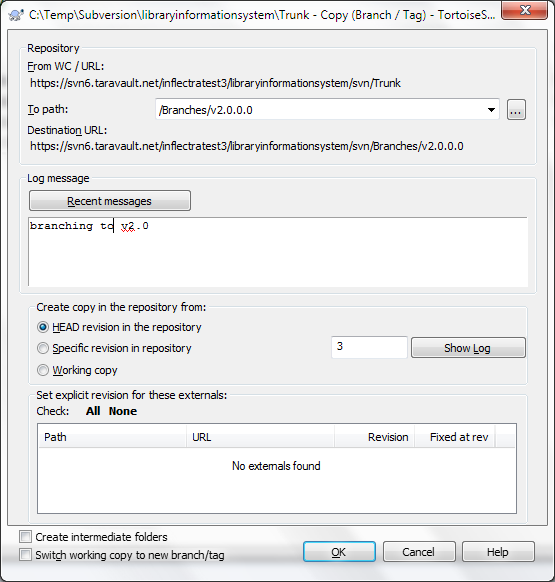 C:\Temp\Subversion\libraryinformationsystem\Trunk - Copy (Branch / Tag) - TortoiseS...
Repository
From WC / URL:
https://svn6.taravault.net/inflectratest3/libraryinformationsystem/svn/Trunk
To path:
/Branches/v2.0.0.0
...
Destination URL:
https://svn6.taravault.net/inflectratest3/libraryinformationsystem/svn/Branches/v2.0.0.0
Log message
Recent messages
branching to v2.0
Create copy in the repository from:
HEAD revision in the repository
Specific revision in repository 3 Show Log
Working copy
Set explicit revision for these externals:
Check: All None
Path URL Revision Fixed at rev
No externals found
Create intermediate folders
Switch working copy to new branch/tag
OK Cancel Help